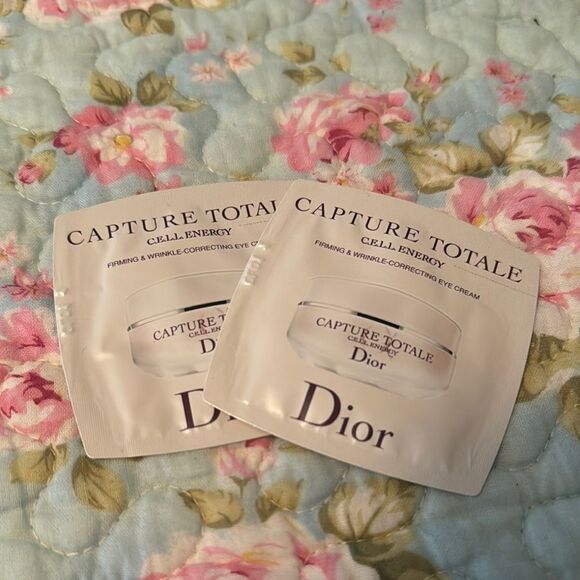 CAPTURE TOTALE
C.E.L.L. ENERGY
FIRMING & WRINKLE-CORRECTING EYE CREAM
CAPTURE TOTALE
C.E.L.L. ENERGY
Dior
Dior
CAPTURE TOTALE
C.E.L.L. ENERGY
FIRMING & WRINKLE-CORRECTING EYE CREAM
CAPTURE TOTALE
C.E.L.L. ENERGY
Dior
Dior